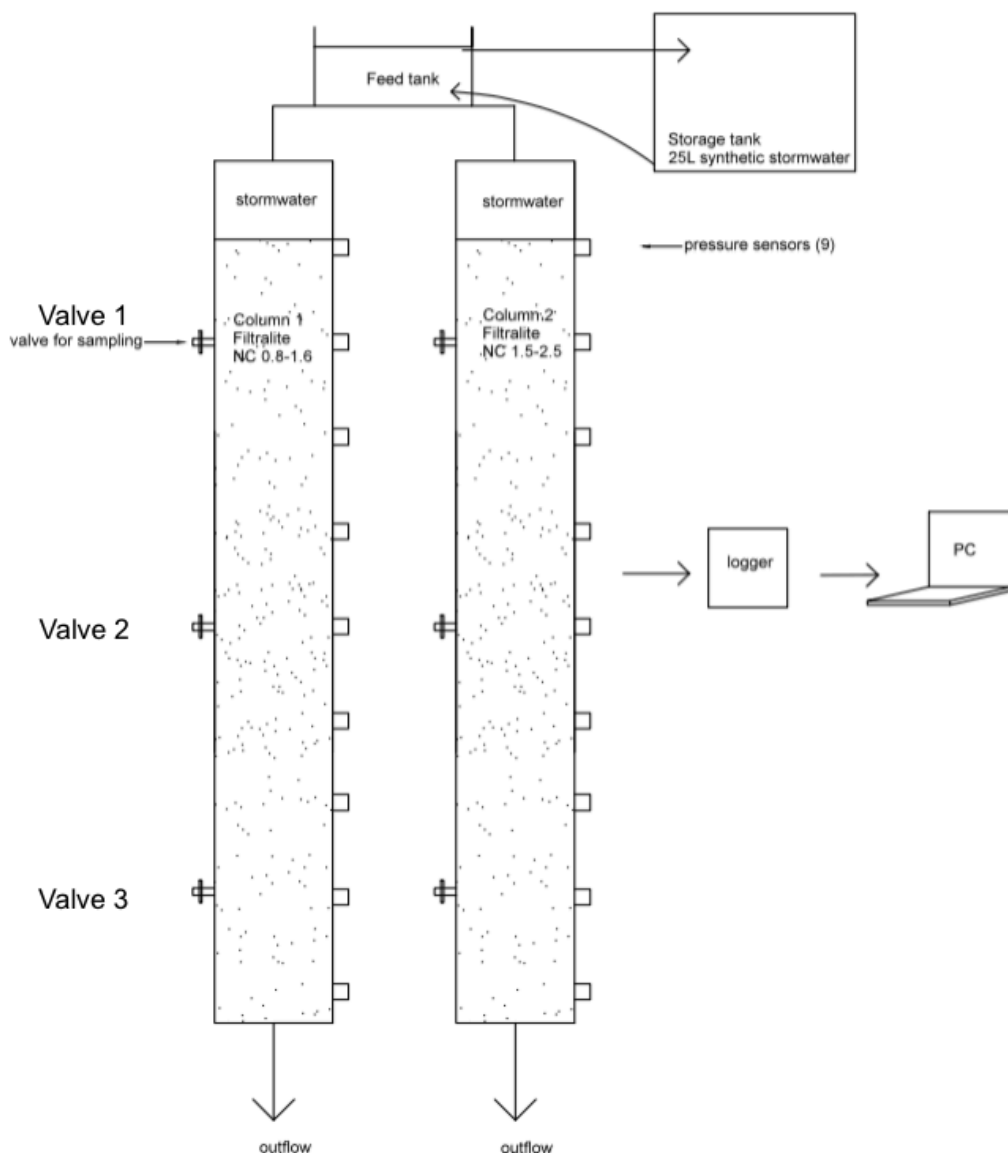 Feed tank
Storage tank
25L synthetic stormwater
stormwater
stormwater
pressure sensors (9)
Valve 1
valve for sampling
Column 1
Filtralite
NC 0.8-1.6
Column 2
Filtralite
NC 1.5-2.5
logger
PC
Valve 2
Valve 3
outflow
outflow